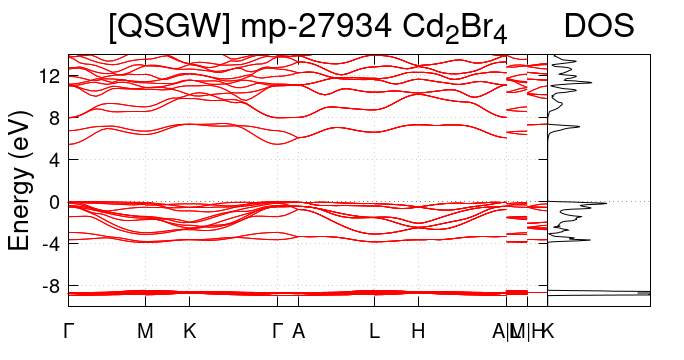 [QSGW] mp-27934 Cd₂Br₄ DOS
Energy (eV)
12
8
4
0
-4
-8
Γ M K Γ A L H A|L M|H K